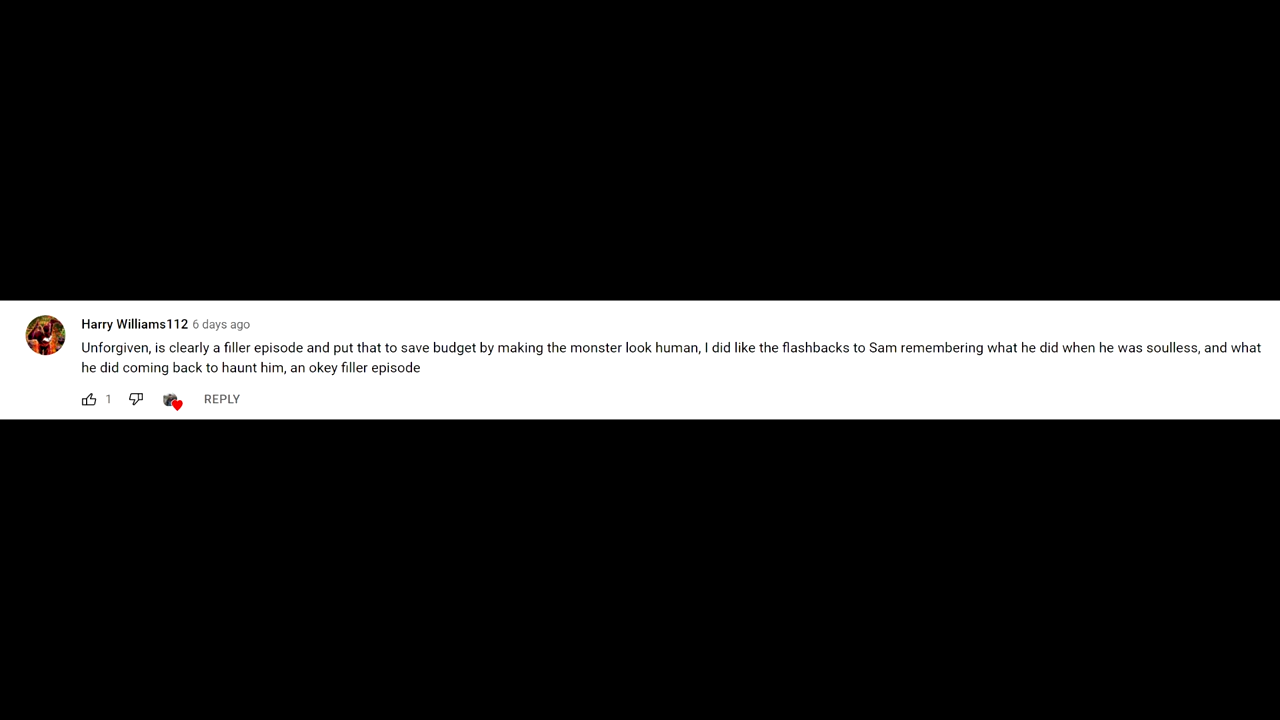 Harry Williams112 6 days ago
Unforgiven, is clearly a filler episode and put that to save budget by making the monster look human, I did like the flashbacks to Sam remembering what he did when he was soulless, and what
he did coming back to haunt him, an okey filler episode
1 REPLY